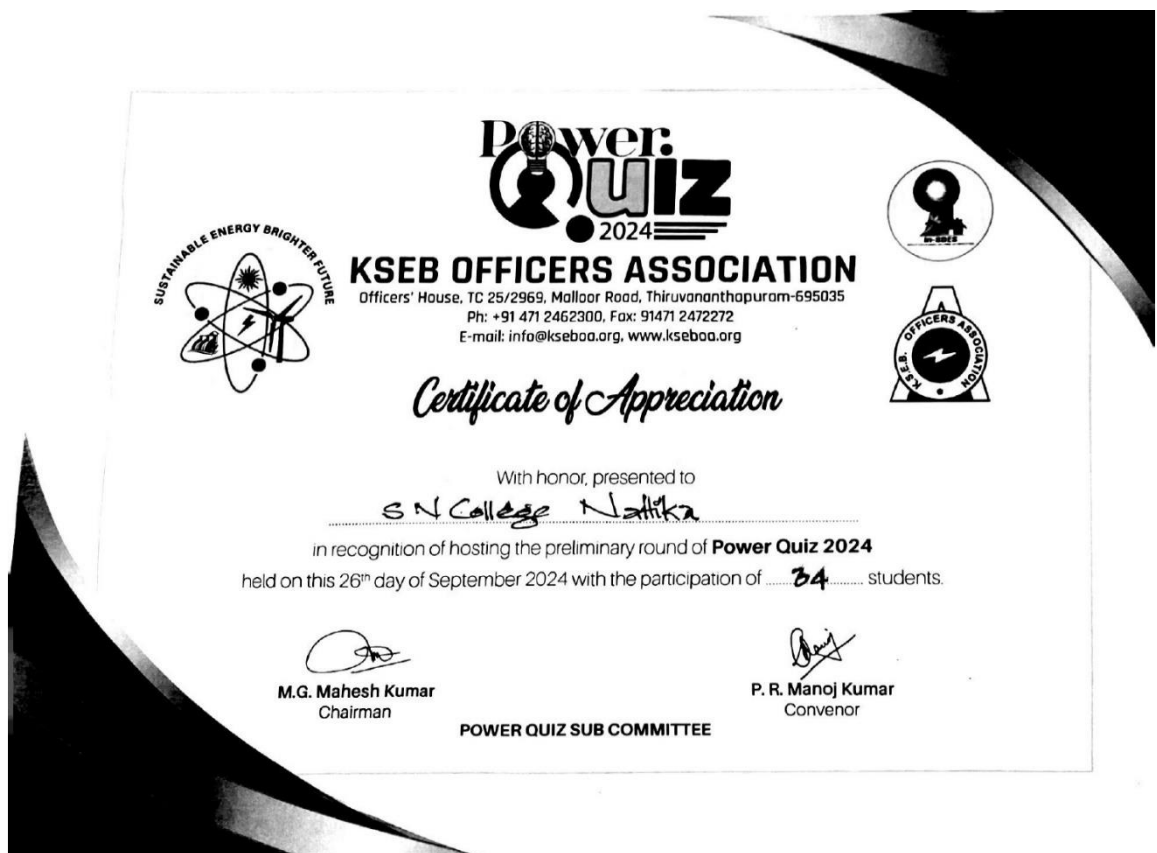 Power
Quiz
2024
SUSTAINABLE ENERGY BRIGHTER FUTURE
in-SDES
KSEB OFFICERS ASSOCIATION
Officers' House, TC 25/2969, Malloor Road, Thiruvananthapuram-695035
Ph: +91 471 2462300, Fax: 91471 2472272
E-mail: info@kseboa.org, www.kseboa.org
K.S.E.B. OFFICERS ASSOCIATION
Certificate of Appreciation
With honor, presented to
S N College Nattika
in recognition of hosting the preliminary round of Power Quiz 2024
held on this 26th day of September 2024 with the participation of 34 students.
M.G. Mahesh Kumar
Chairman
P. R. Manoj Kumar
Convenor
POWER QUIZ SUB COMMITTEE